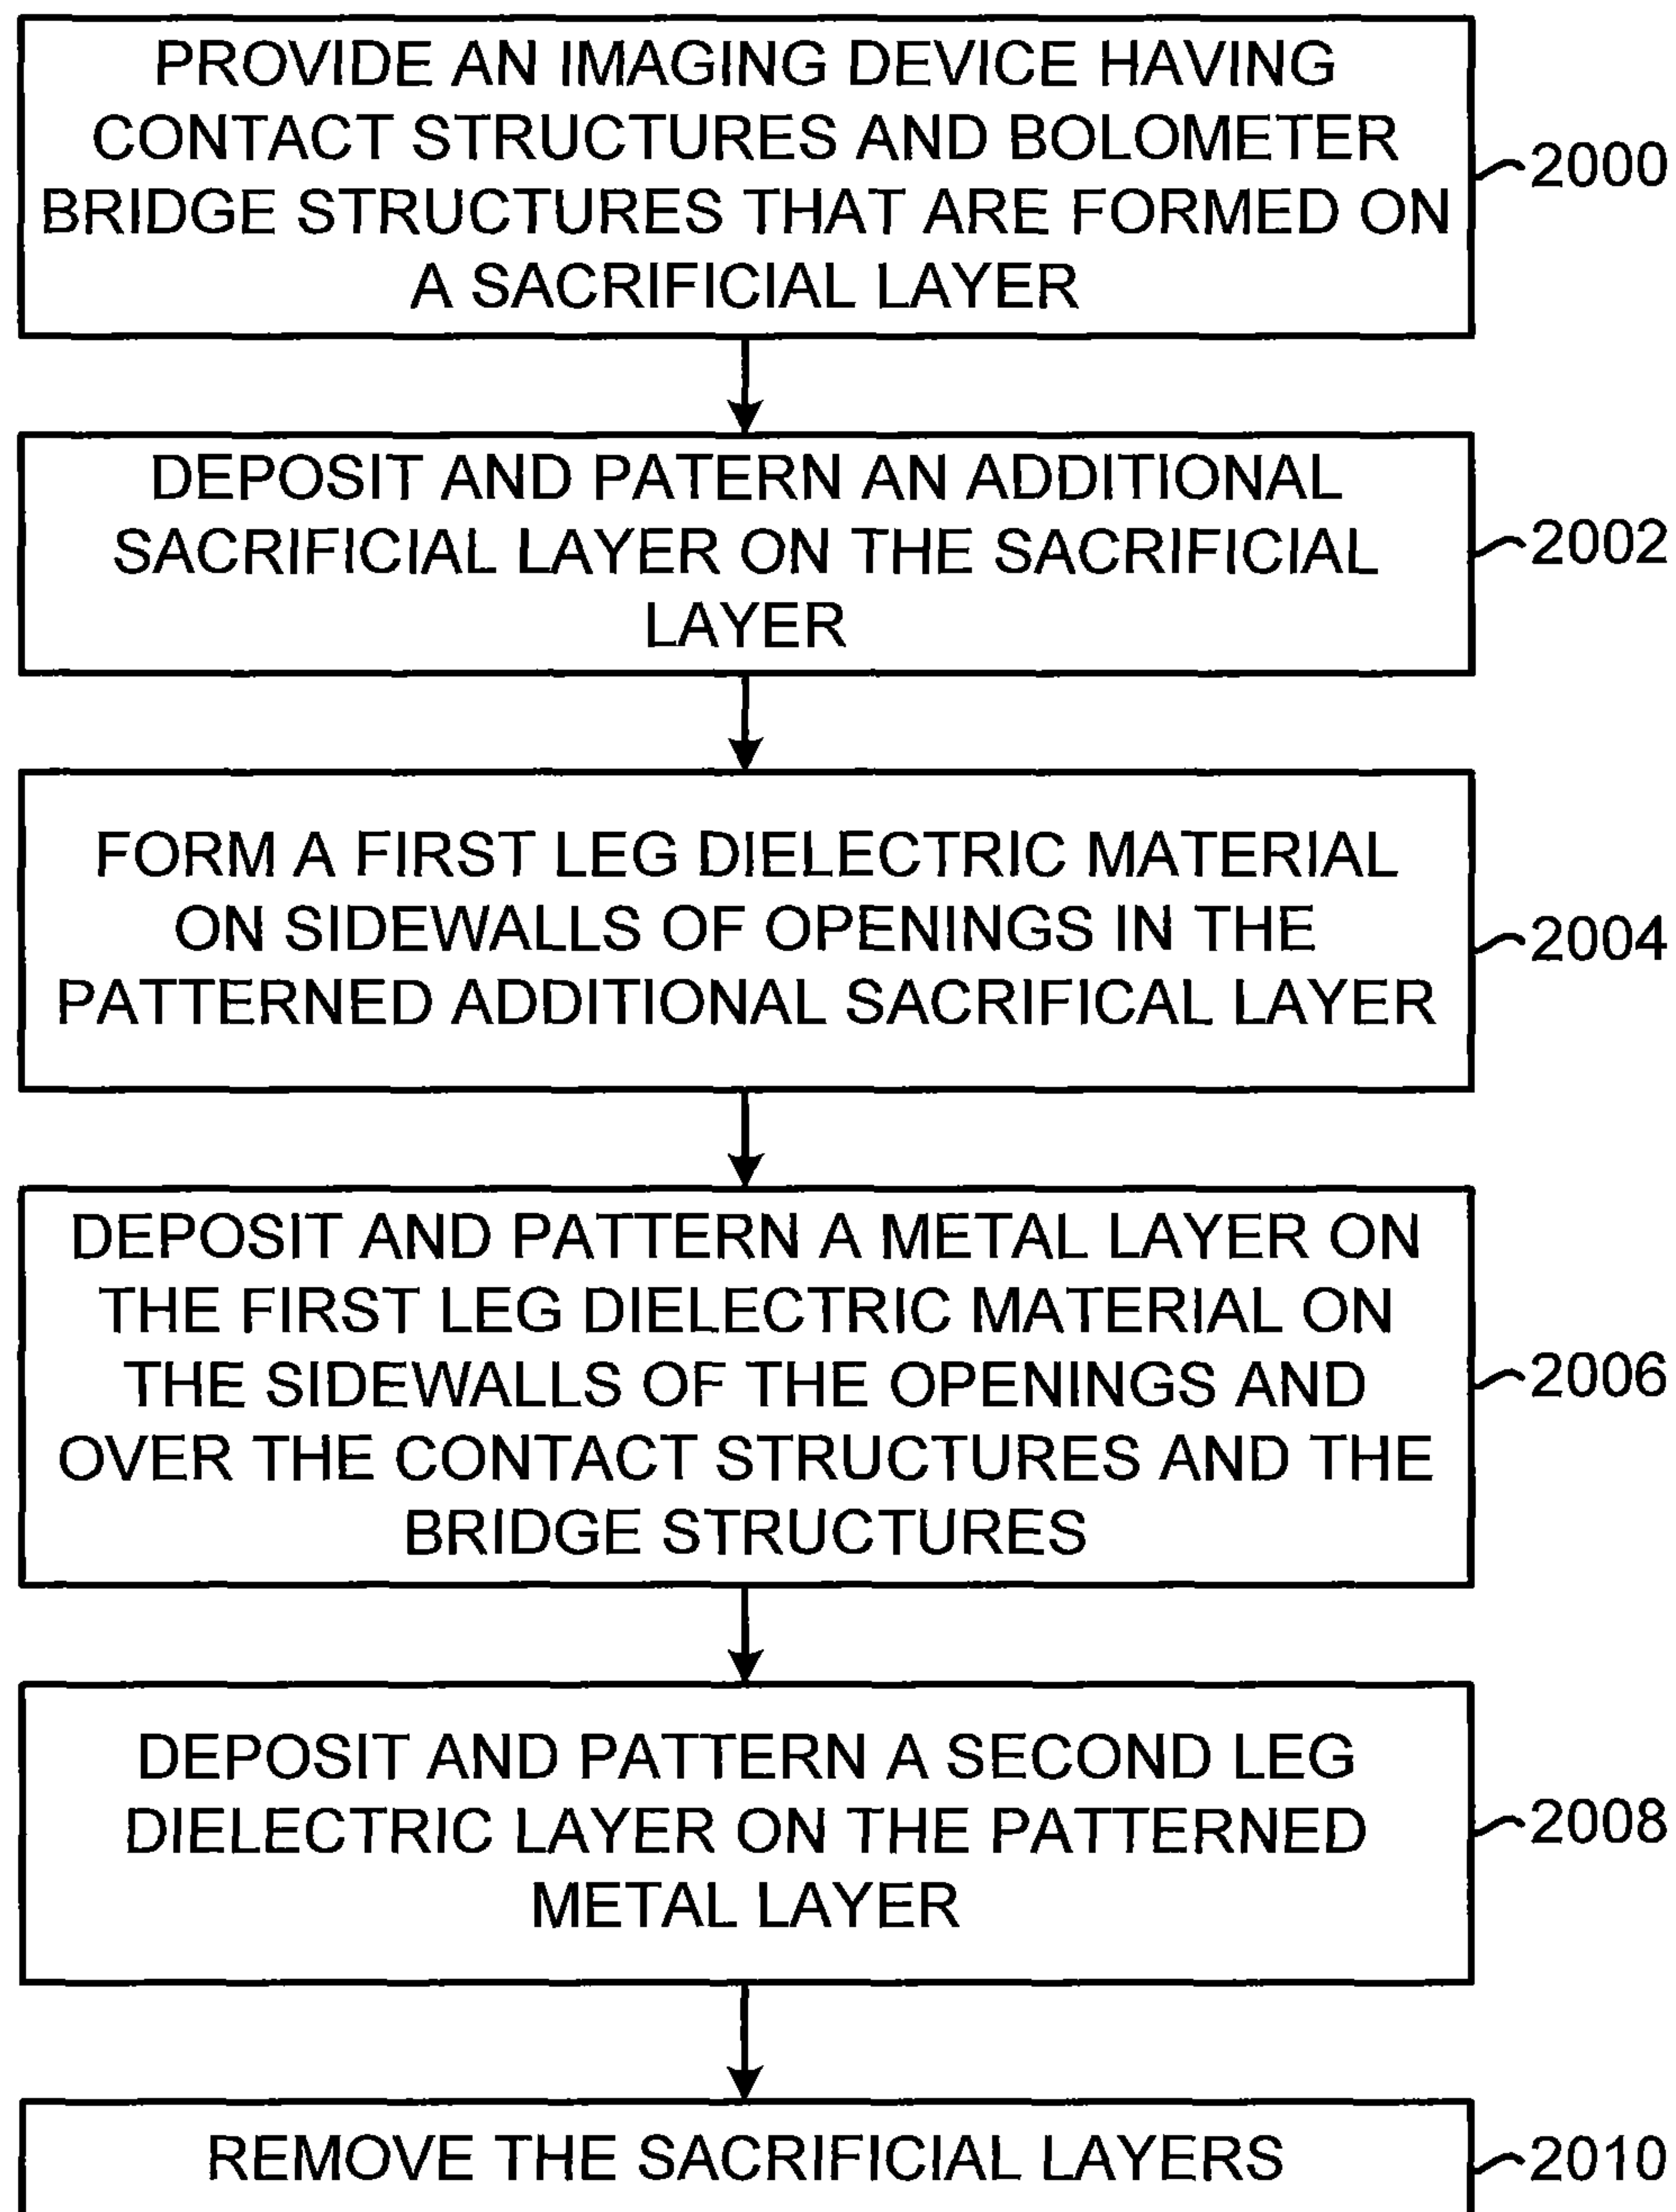 PROVIDE AN IMAGING DEVICE HAVING
CONTACT STRUCTURES AND BOLOMETER
BRIDGE STRUCTURES THAT ARE FORMED ON
A SACRIFICIAL LAYER
2000
DEPOSIT AND PATERN AN ADDITIONAL
SACRIFICIAL LAYER ON THE SACRIFICIAL
LAYER
2002
FORM A FIRST LEG DIELECTRIC MATERIAL
ON SIDEWALLS OF OPENINGS IN THE
PATTERNED ADDITIONAL SACRIFICAL LAYER
2004
DEPOSIT AND PATTERN A METAL LAYER ON
THE FIRST LEG DIELECTRIC MATERIAL ON
THE SIDEWALLS OF THE OPENINGS AND
OVER THE CONTACT STRUCTURES AND THE
BRIDGE STRUCTURES
2006
DEPOSIT AND PATTERN A SECOND LEG
DIELECTRIC LAYER ON THE PATTERNED
METAL LAYER
2008
REMOVE THE SACRIFICIAL LAYERS
2010